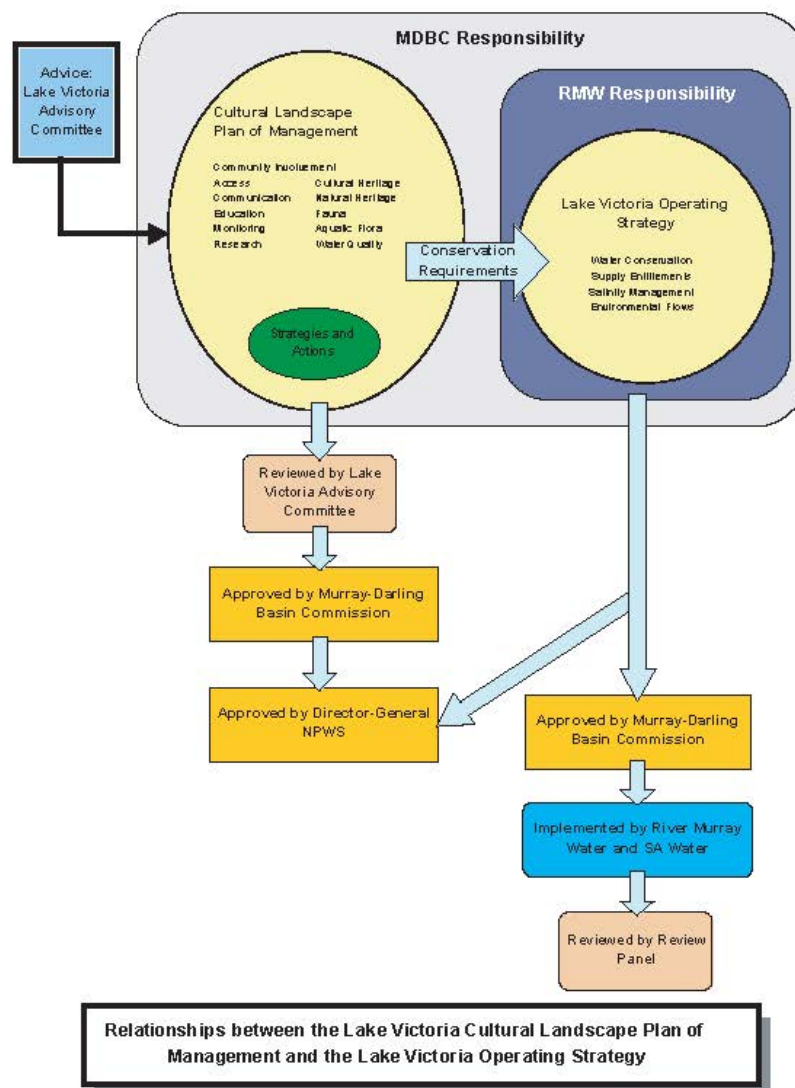 MDBC Responsibility
Advice:
Lake Victoria
Advisory
Committee
Cultural Landscape
Plan of Management
Community Involvement
Access Cultural Heritage
Communication Natural Heritage
Education Fauna
Monitoring Aquatic Flora
Research Water Quality
Strategies and
Actions
Conservation
Requirements
RMW Responsibility
Lake Victoria Operating
Strategy
Water Conservation
Supply Entitlements
Salinity Management
Environmental Flows
Reviewed by Lake
Victoria Advisory
Committee
Approved by Murray-Darling
Basin Commission
Approved by Director-General
NPWS
Approved by Murray-Darling
Basin Commission
Implemented by River Murray
Water and SA Water
Reviewed by Review
Panel
Relationships between the Lake Victoria Cultural Landscape Plan of
Management and the Lake Victoria Operating Strategy